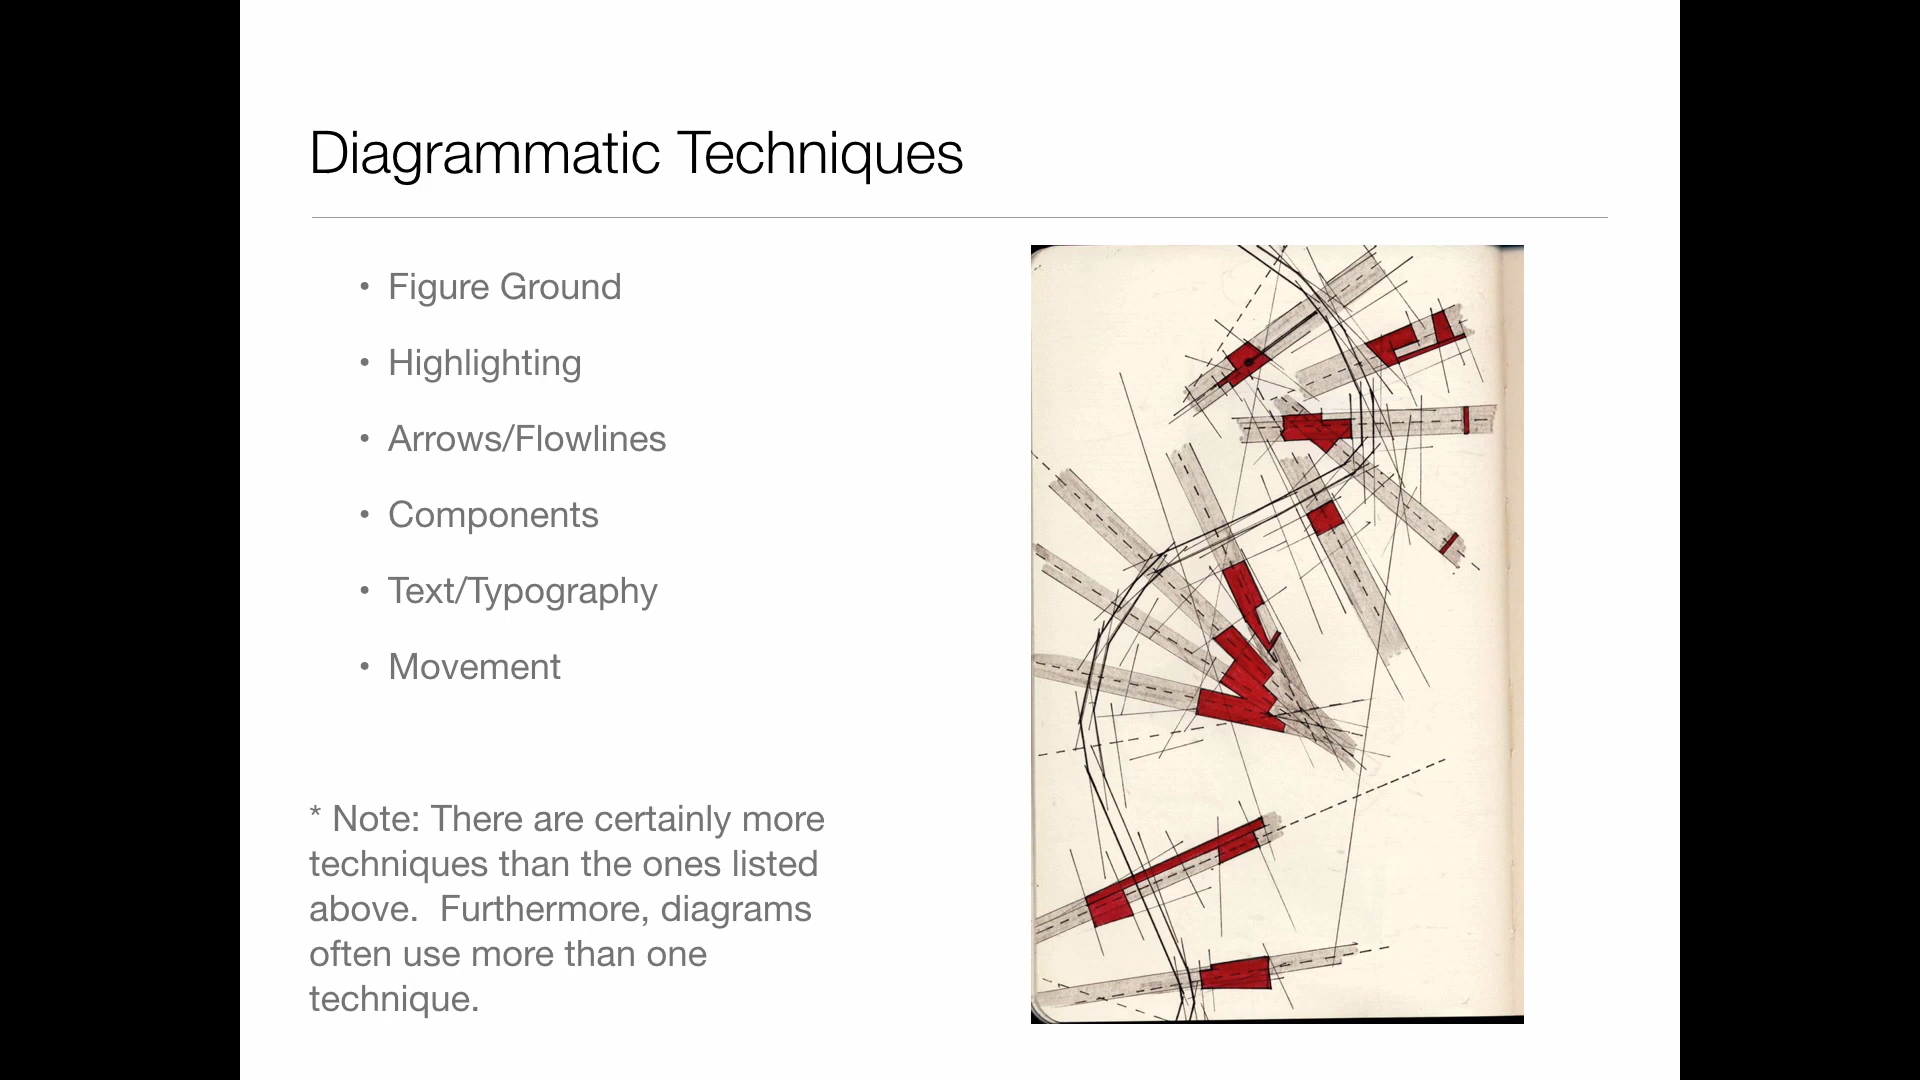 Diagrammatic Techniques
• Figure Ground
• Highlighting
• Arrows/Flowlines
• Components
• Text/Typography
• Movement
* Note: There are certainly more
techniques than the ones listed
above.  Furthermore, diagrams
often use more than one
technique.